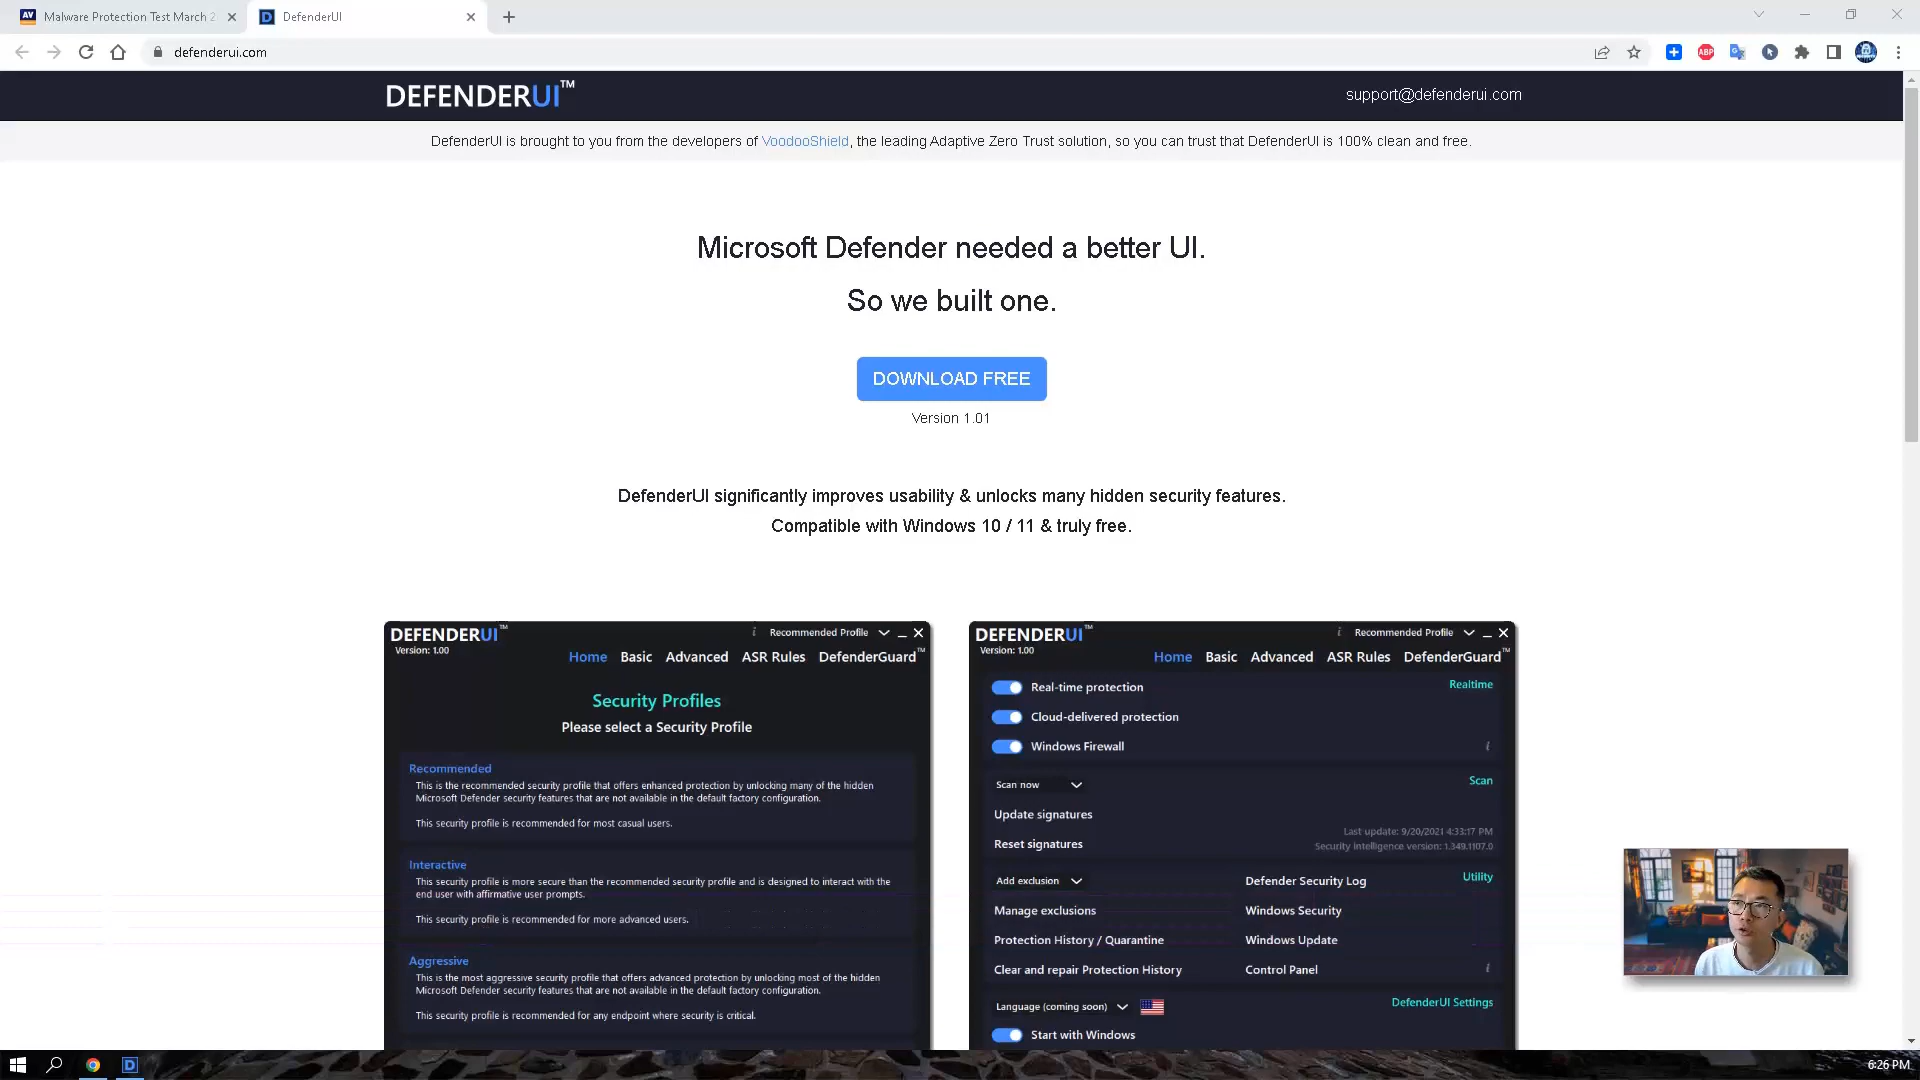 AV Malware Protection Test March 2
D DefenderUI
defenderui.com
ABP
DEFENDERUI™
support@defenderui.com
DefenderUI is brought to you from the developers of VoodooShield, the leading Adaptive Zero Trust solution, so you can trust that DefenderUI is 100% clean and free.
Microsoft Defender needed a better UI.
So we built one.
DOWNLOAD FREE
Version 1.01
DefenderUI significantly improves usability & unlocks many hidden security features.
Compatible with Windows 10 / 11 & truly free.
DEFENDERUI™
Version: 1.00
i Recommended Profile
Home Basic Advanced ASR Rules DefenderGuard™
Security Profiles
Please select a Security Profile
Recommended
This is the recommended security profile that offers enhanced protection by unlocking many of the hidden
Microsoft Defender security features that are not available in the default factory configuration.
This security profile is recommended for most casual users.
Interactive
This security profile is more secure than the recommended security profile and is designed to interact with the
end user with affirmative user prompts.
This security profile is recommended for more advanced users.
Aggressive
This is the most aggressive security profile that offers advanced protection by unlocking most of the hidden
Microsoft Defender security features that are not available in the default factory configuration.
This security profile is recommended for any endpoint where security is critical.
DEFENDERUI™
Version: 1.00
i Recommended Profile
Home Basic Advanced ASR Rules DefenderGuard™
Real-time protection
Realtime
Cloud-delivered protection
Windows Firewall
i
Scan now
Scan
Update signatures
Last update: 9/20/2021 4:33:17 PM
Reset signatures
Security intelligence version: 1.349.1107.0
Add exclusion
Defender Security Log
Utility
Manage exclusions
Windows Security
Protection History / Quarantine
Windows Update
Clear and repair Protection History
Control Panel
i
Language (coming soon)
DefenderUI Settings
Start with Windows
D
6:26 PM